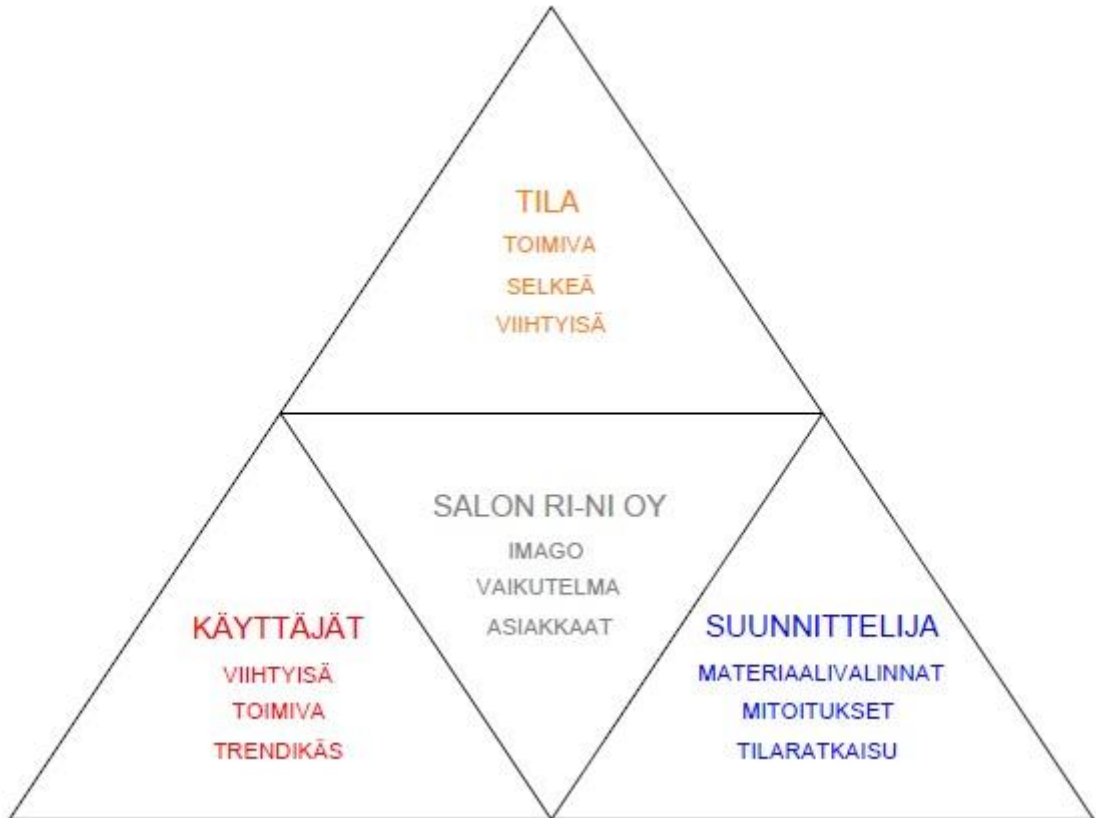 TILA
TOIMIVA
SELKEÄ
VIIHTYISÄ
SALON RI-NI OY
IMAGO
VAIKUTELMA
ASIAKKAAT
KÄYTTÄJÄT
VIIHTYISÄ
TOIMIVA
TRENDIKÄS
SUUNNITTELIJA
MATERIAALIVALINNAT
MITOITUKSET
TILARATKAISU